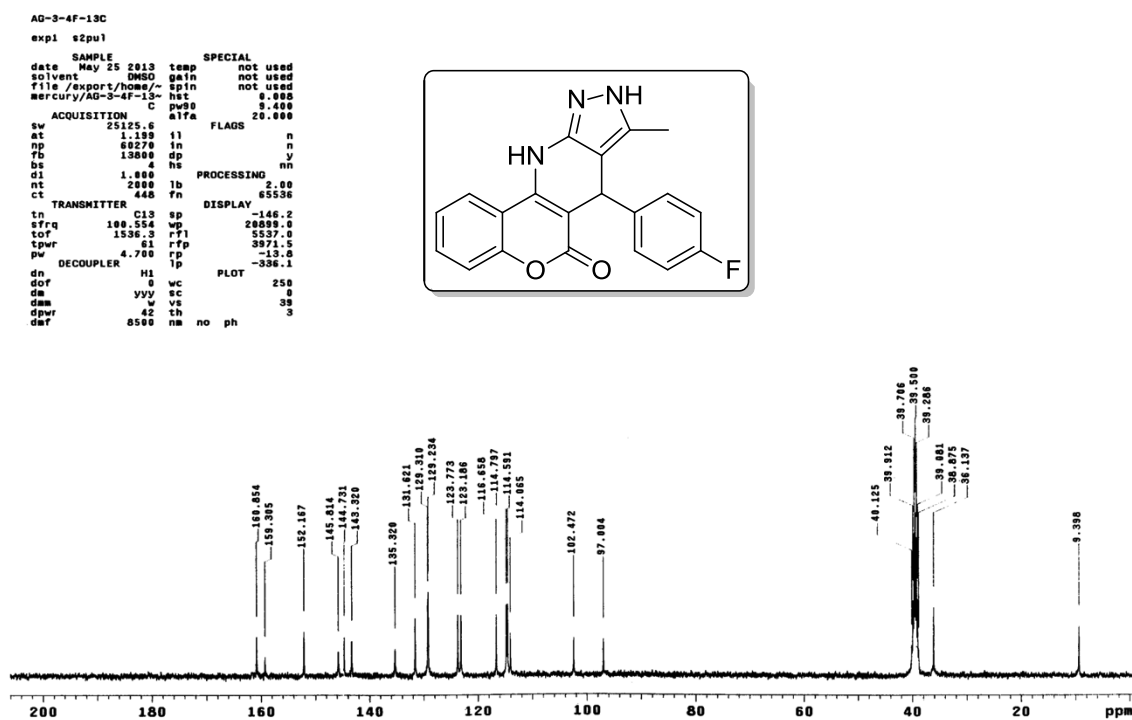 AG-3-4F-13C
exp1 s2pul
SAMPLE SPECIAL
date May 25 2013 temp not used
solvent DMSO gain not used
file /export/home/~ spin not used
mercury/AG-3-4F-13~ hst 0.008
C pw90 9.400
ACQUISITION alfa 20.000
sw 25125.6 FLAGS
at 1.199 il n
np 60270 in n
fb 13800 dp y
bs 4 hs nn
d1 1.000 PROCESSING
nt 2000 lb 2.00
ct 448 fn 65536
TRANSMITTER DISPLAY
tn C13 sp -146.2
sfrq 100.554 wp 20899.0
tof 1536.3 rfl 5537.0
tpwr 61 rfp 3971.5
pw 4.700 rp -13.8
DECOUPLER lp -336.1
dn H1 PLOT
dof 0 wc 250
dm yyy sc 0
dmm w vs 39
dpwr 42 th 3
dmf 8500 nm no ph
N NH
HN
O O
F
160.854
159.305
152.167
145.814
144.731
143.320
135.320
131.621
129.310
129.234
123.773
123.186
116.658
114.797
114.591
114.065
102.472
97.004
40.125
39.912
39.706
39.500
39.286
39.081
38.875
36.137
9.398
200 180 160 140 120 100 80 60 40 20 ppm